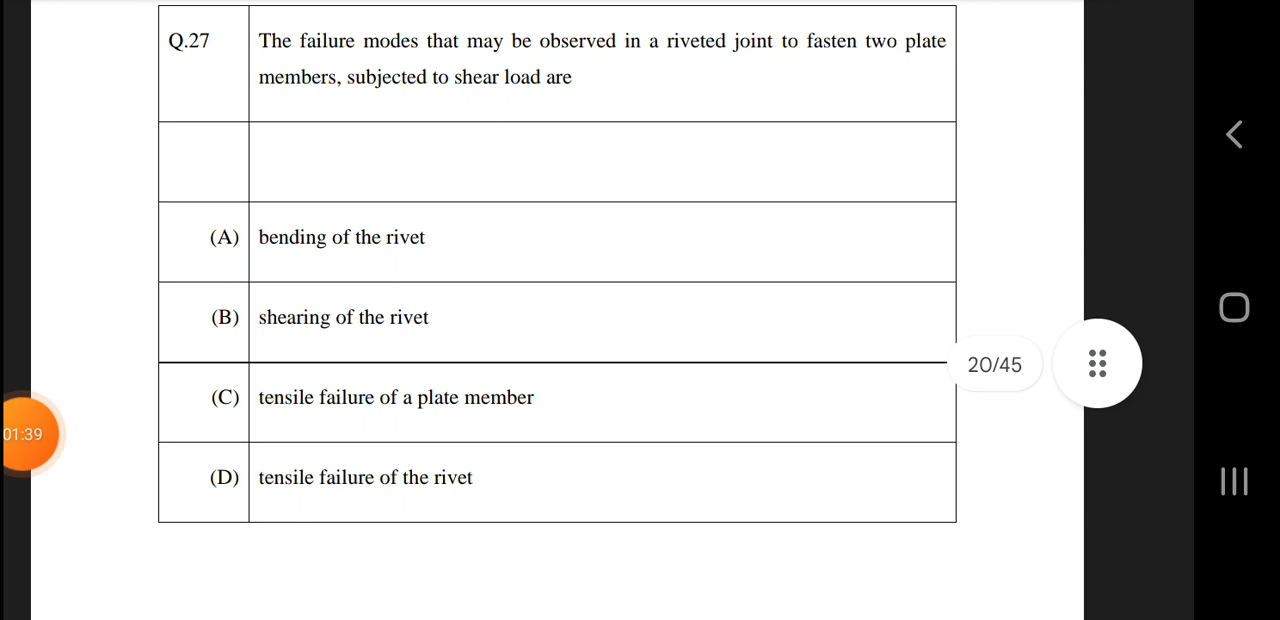 Q.27 The failure modes that may be observed in a riveted joint to fasten two plate
members, subjected to shear load are
(A) bending of the rivet
(B) shearing of the rivet
20/45
(C) tensile failure of a plate member
01:39
(D) tensile failure of the rivet